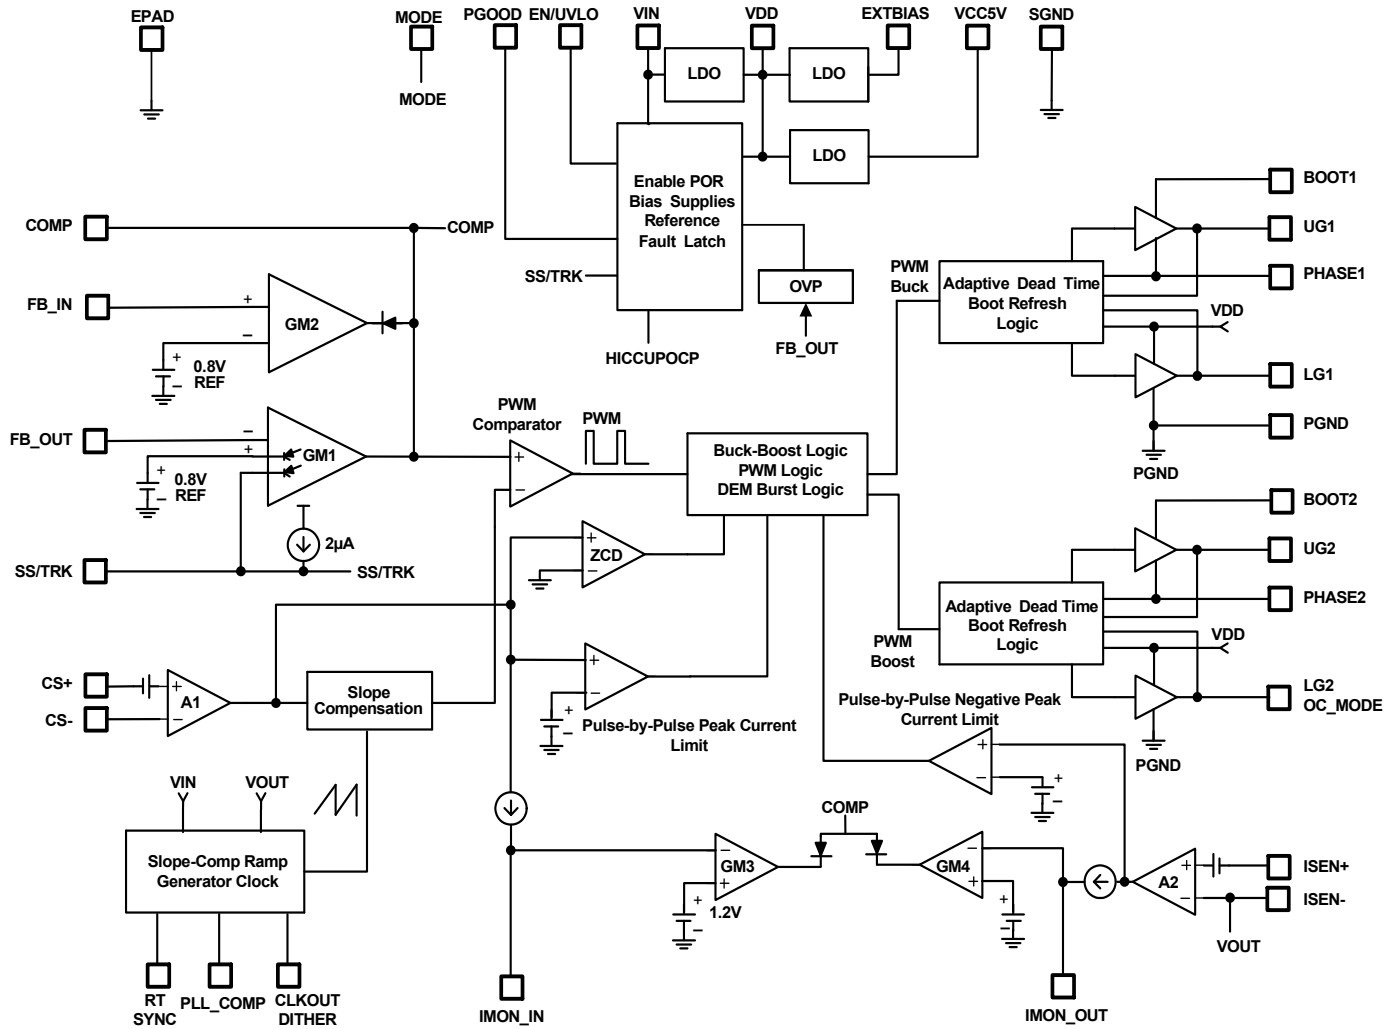 EPAD
MODE
PGOOD
EN/UVLO
VIN
VDD
EXTBIAS
VCC5V
SGND
MODE
LDO
LDO
LDO
Enable POR
Bias Supplies
Reference
Fault Latch
SS/TRK
HICCUPOCP
OVP
FB_OUT
COMP
COMP
FB_IN
+
−
GM2
+
−
0.8V
REF
FB_OUT
−
+
GM1
+
−
0.8V
REF
2µA
SS/TRK
SS/TRK
PWM
Comparator
+
−
PWM
Buck-Boost Logic
PWM Logic
DEM Burst Logic
+
−
ZCD
PWM
Buck
Adaptive Dead Time
Boot Refresh
Logic
BOOT1
UG1
PHASE1
VDD
LG1
PGND
PGND
BOOT2
UG2
PHASE2
Adaptive Dead Time
Boot Refresh
Logic
VDD
PWM
Boost
LG2
OC_MODE
PGND
CS+
CS-
+
−
A1
Slope
Compensation
+
−
+
−
Pulse-by-Pulse Peak Current
Limit
Pulse-by-Pulse Negative Peak
Current Limit
+
−
+
−
VIN
VOUT
Slope-Comp Ramp
Generator Clock
RT
SYNC
PLL_COMP
CLKOUT
DITHER
IMON_IN
COMP
−
+
GM3
+
−
1.2V
−
+
GM4
+
−
IMON_OUT
+
−
A2
ISEN+
ISEN-
VOUT